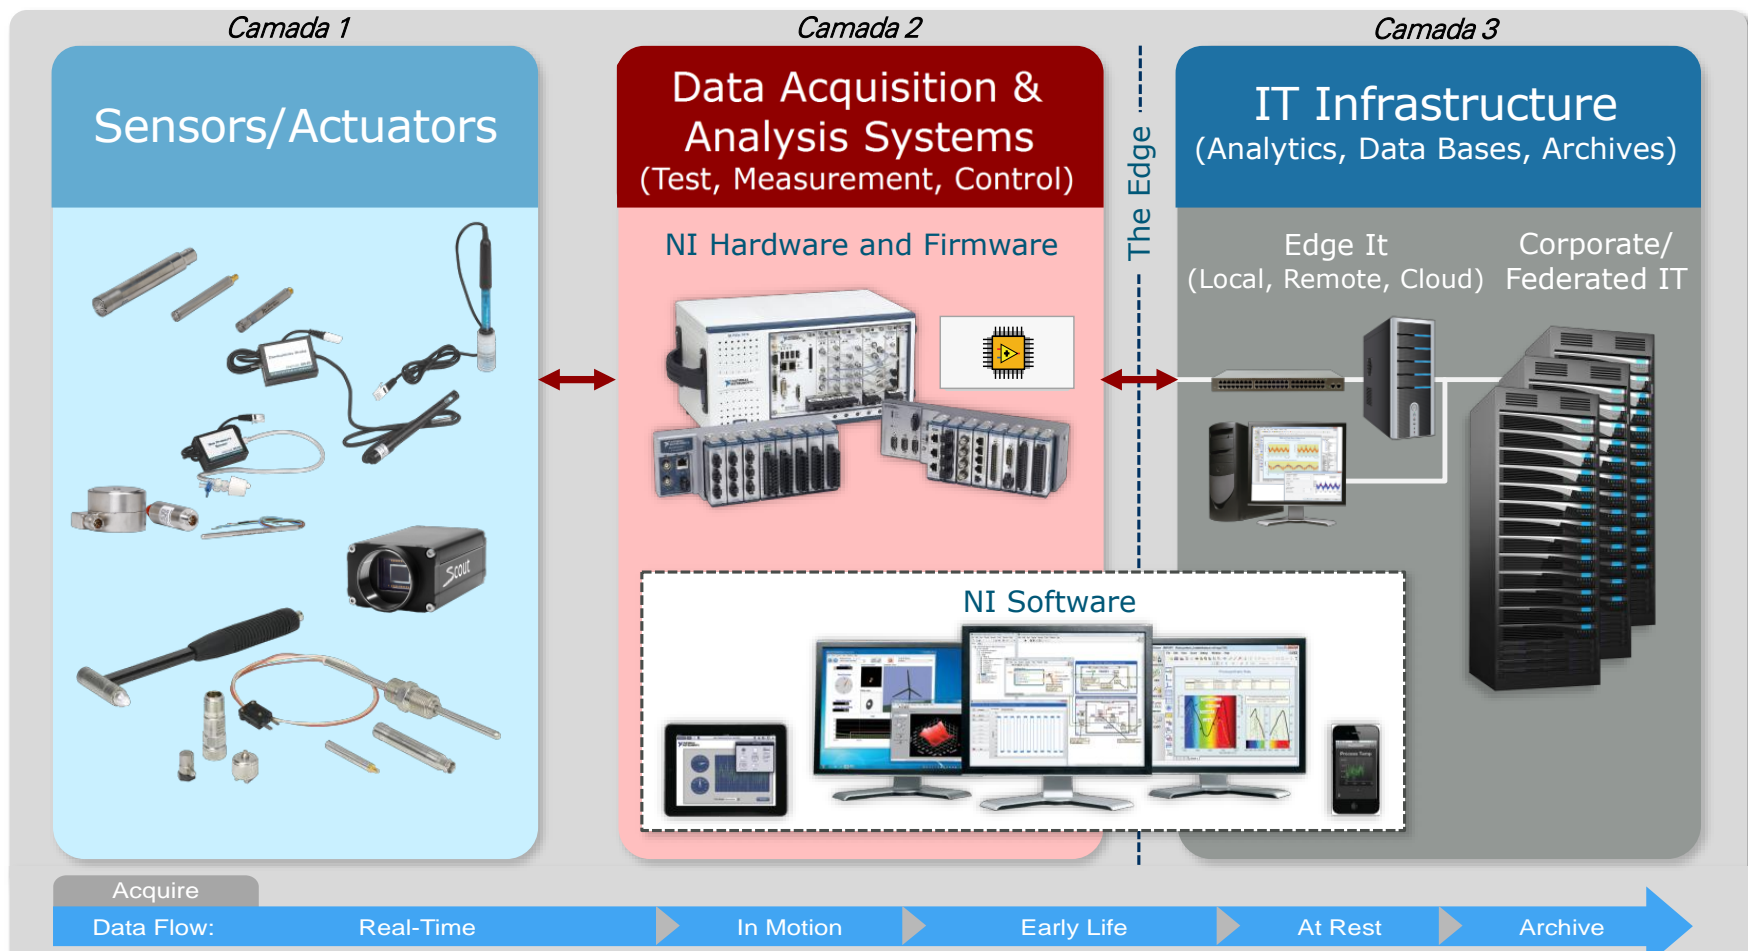 Camada 1
Camada 2
Camada 3
Sensors/Actuators
Data Acquisition &
Analysis Systems
(Test, Measurement, Control)
The Edge
IT Infrastructure
(Analytics, Data Bases, Archives)
NI Hardware and Firmware
Edge It
(Local, Remote, Cloud)
Corporate/
Federated IT
Scout
NI Software
Process Temp
Acquire
Data Flow:
Real-Time
In Motion
Early Life
At Rest
Archive